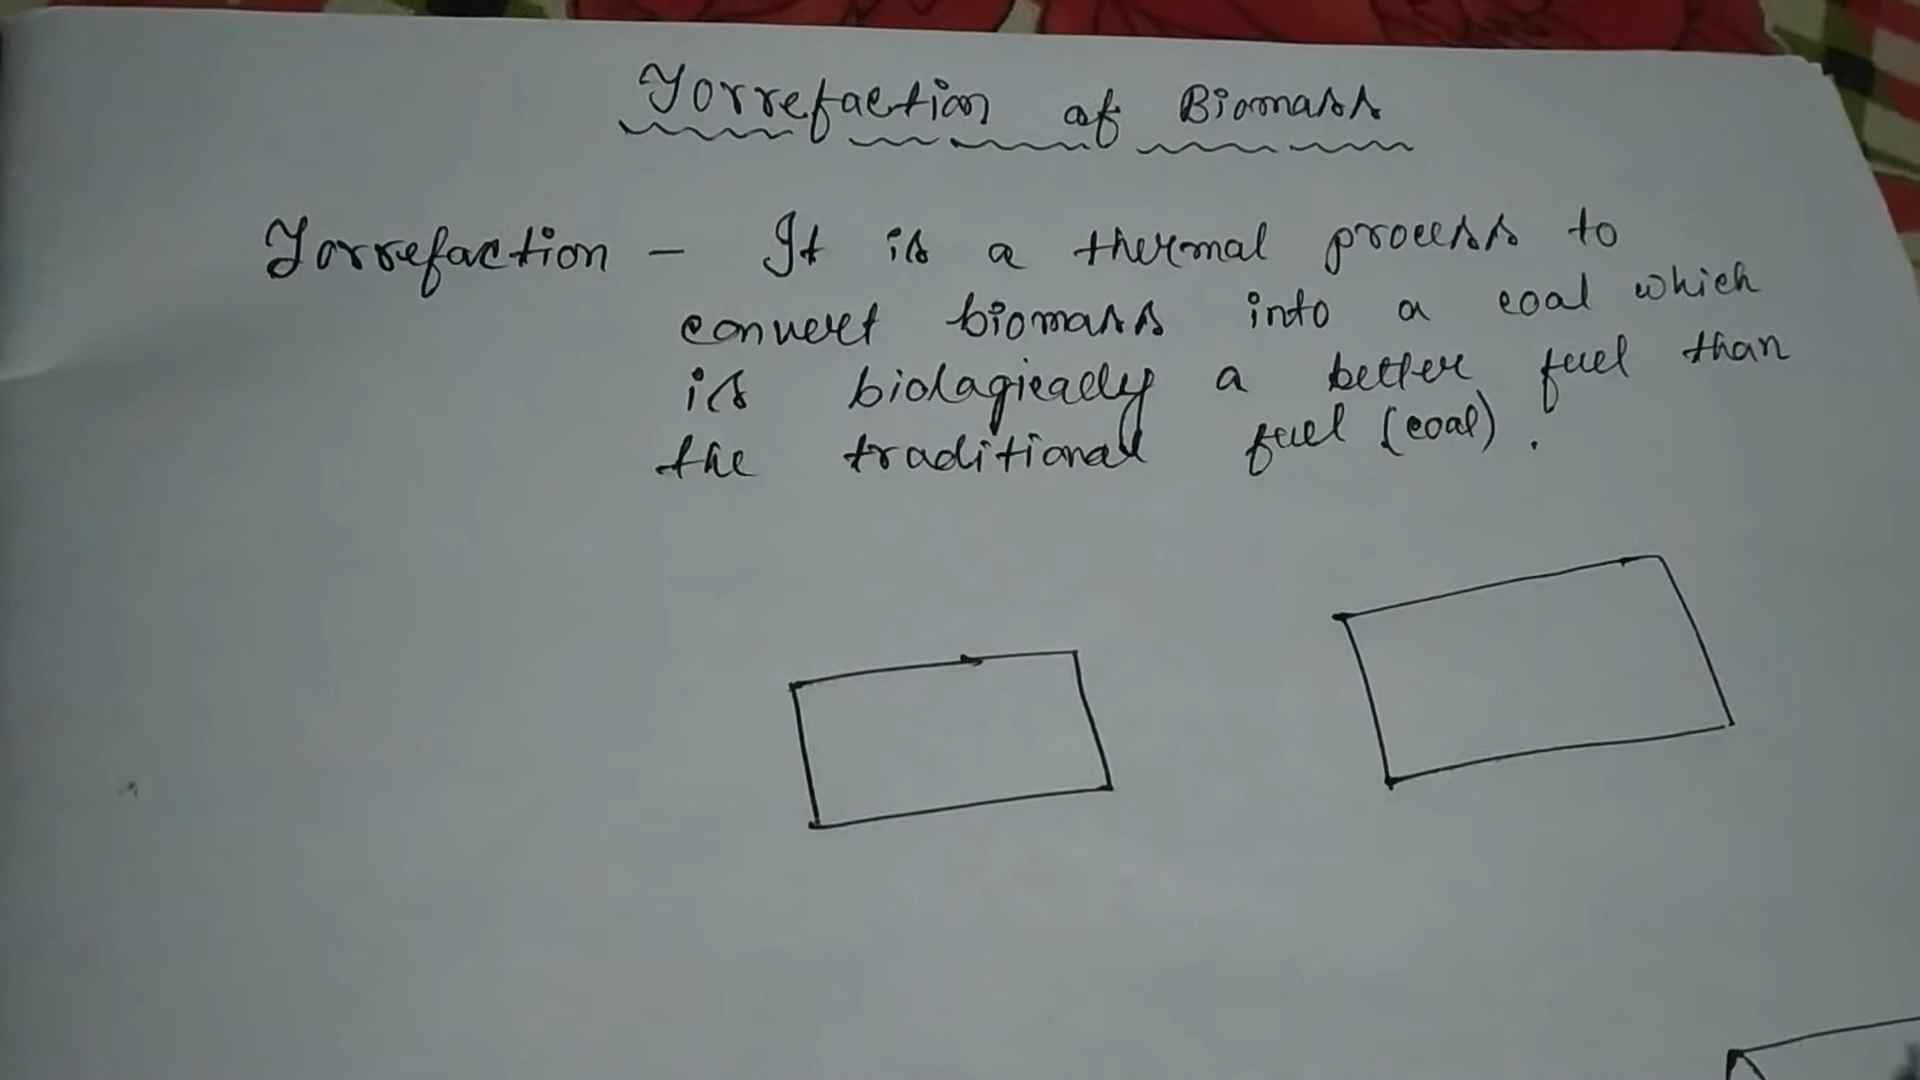 Torrefaction of Biomass
Torrefaction - It is a thermal process to
convert biomass into a coal which
is biologically a better fuel than
the traditional fuel (coal).